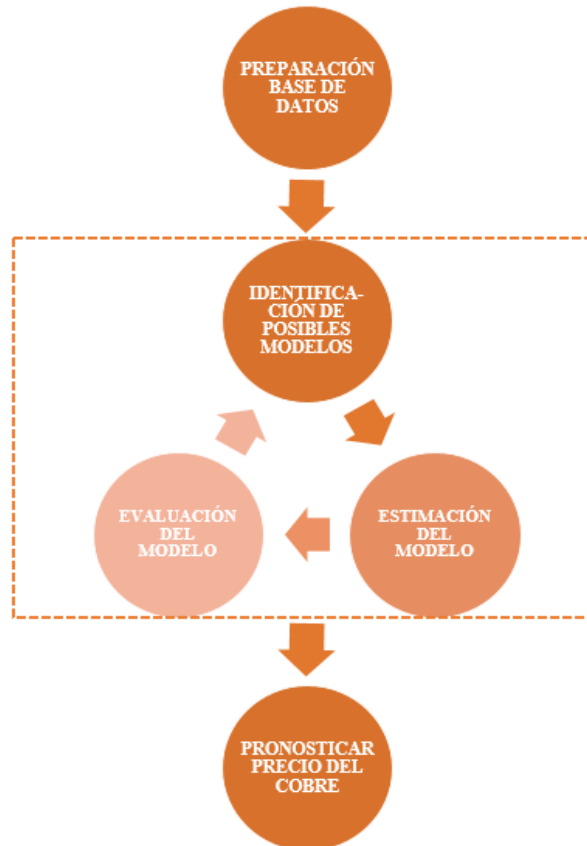 PREPARACIÓN
BASE DE
DATOS
IDENTIFICA-
CIÓN DE
POSIBLES
MODELOS
EVALUACIÓN
DEL
MODELO
ESTIMACIÓN
DEL
MODELO
PRONOSTICAR
PRECIO DEL
COBRE